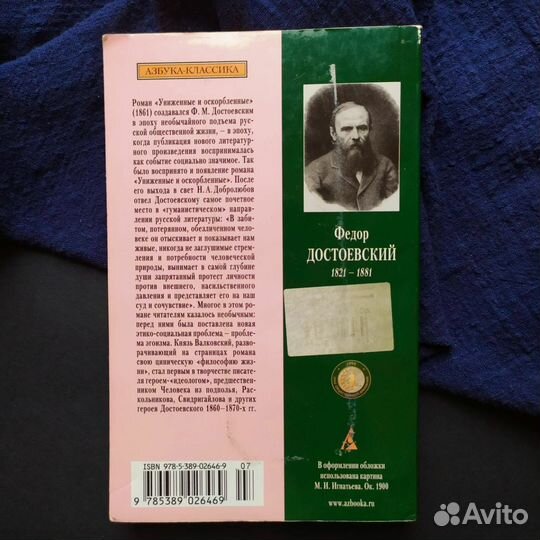 АЗБУКА-КЛАССИКА
Роман «Униженные и оскорбленные»
(1861) создавался Ф. М. Достоевским
в эпоху необычайного подъема рус-
ской общественной жизни, – в эпоху,
когда публикация нового литератур-
ного произведения воспринималась
как событие социально значимое. Так
было воспринято и появление романа
«Униженные и оскорбленные». После
его выхода в свет Н. А. Добролюбов
отвел Достоевскому самое почетное
место в «гуманистическом» направле-
нии русской литературы: «В заби-
том, потерянном, обезличенном челове-
ке он отыскивает и показывает нам
живые, никогда не заглушимые стрем-
ления и потребности человеческой
природы, вынимает в самой глубине
души запрятанный протест личности
против внешнего, насильственного
давления и представляет его на наш
суд и сочувствие». Многое в этом ро-
мане читателям казалось необычным:
перед ними была поставлена новая
этико-социальная проблема – пробле-
ма эгоизма. Князь Валковский, разво-
рачивающий на страницах романа
свою циническую «философию жиз-
ни», стал первым в творчестве писате-
ля героем-«идеологом», предшествен-
ником Человека из подполья, Рас-
кольникова, Свидригайлова и других
героев Достоевского 1860–1870-х гг.
ISBN 978-5-389-02646-9
07
9 785389 026469
Федор
ДОСТОЕВСКИЙ
1821 – 1881
В оформлении обложки
использована картина
М. И. Игнатьева. Ок. 1900
www.azbooka.ru
Avito